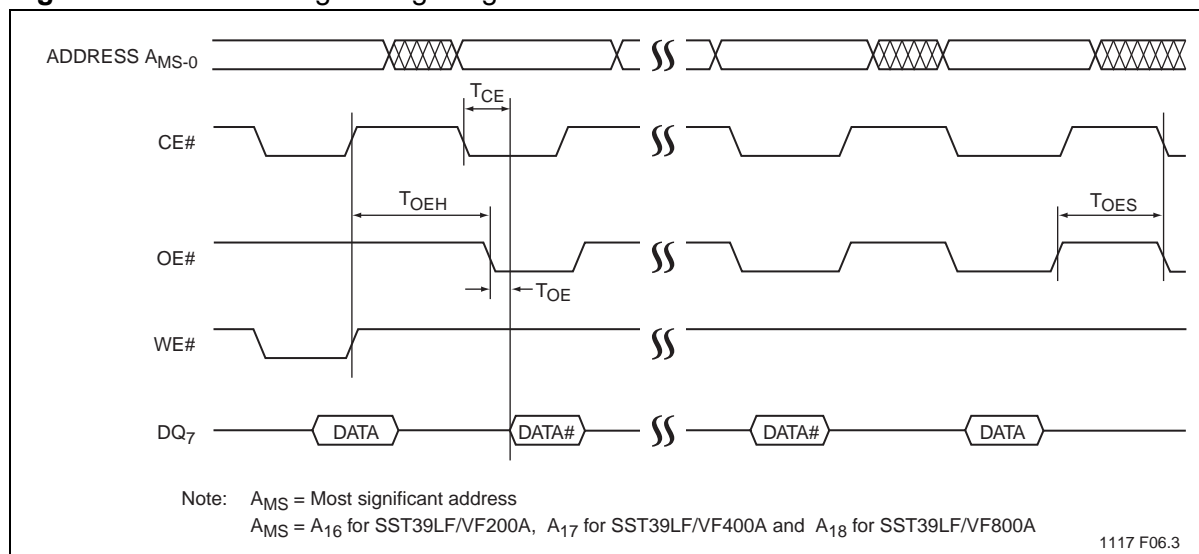 ADDRESS AMS-0
TCE
CE#
TOEH
TOES
OE#
TOE
WE#
DQ7
DATA
DATA#
DATA#
DATA
Note: AMS = Most significant address
AMS = A16 for SST39LF/VF200A, A17 for SST39LF/VF400A and A18 for SST39LF/VF800A
1117 F06.3